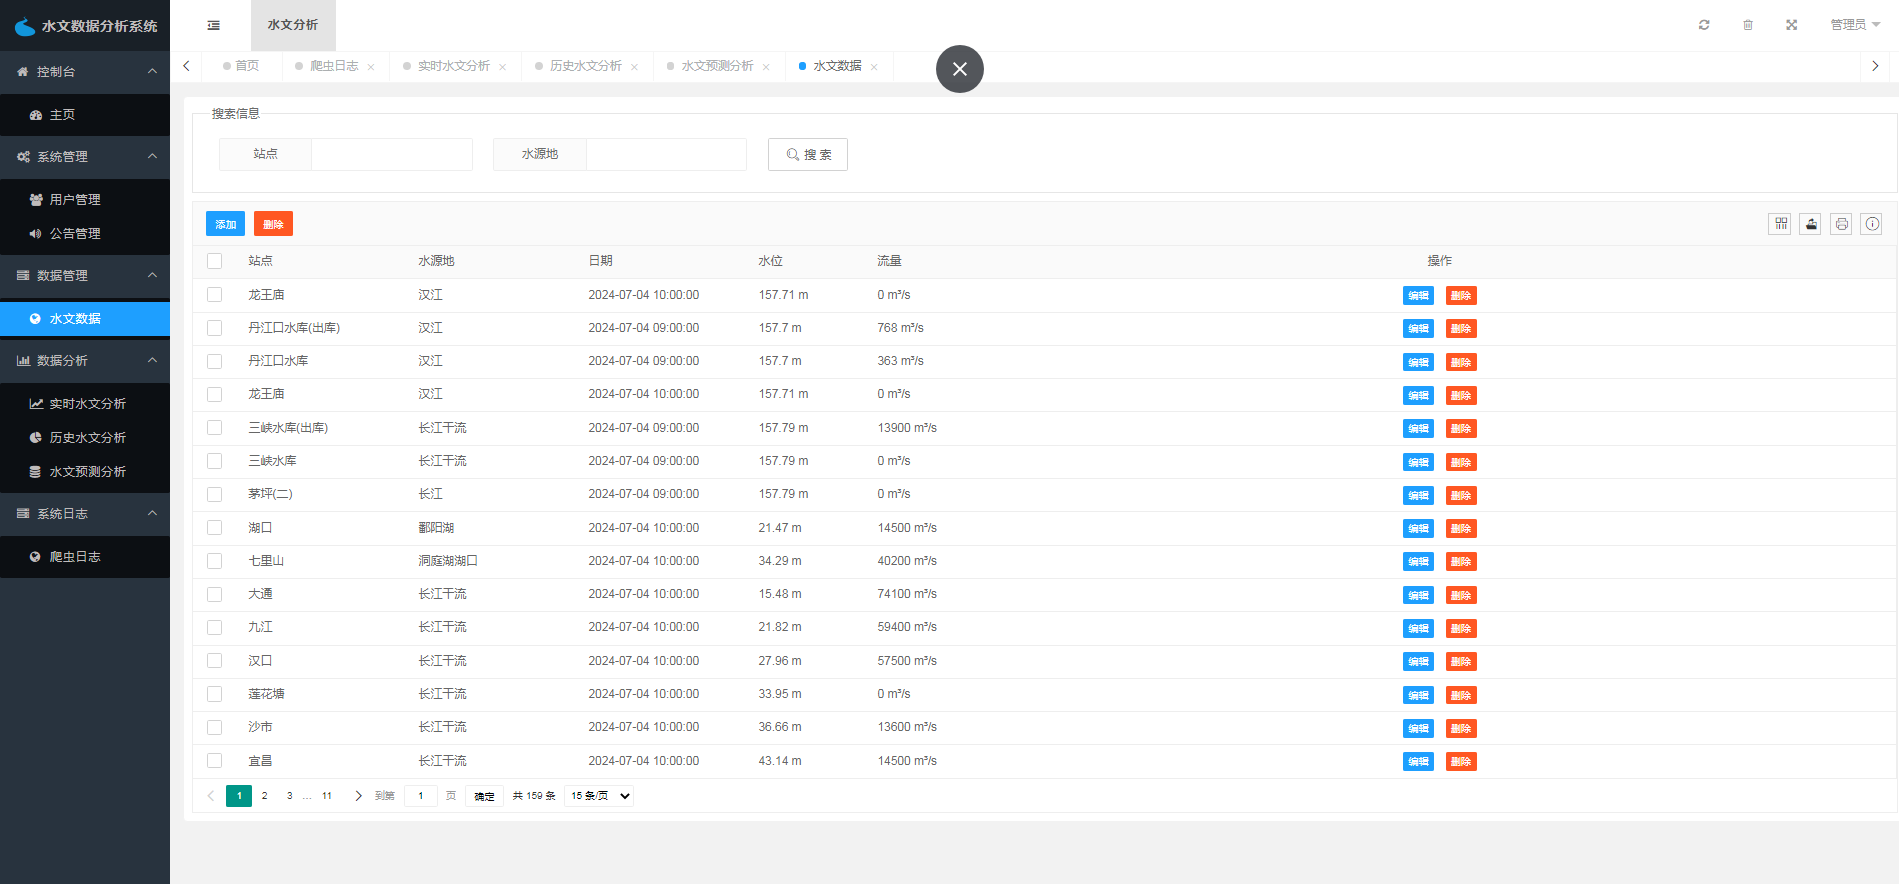 水文数据分析系统
水文分析
管理员
控制台
主页
系统管理
用户管理
公告管理
数据管理
水文数据
数据分析
实时水文分析
历史水文分析
水文预测分析
系统日志
爬虫日志
首页 爬虫日志 实时水文分析 历史水文分析 水文预测分析 水文数据
搜索信息
站点 水源地 搜 索
添加 删除
站点 水源地 日期 水位 流量 操作
龙王庙 汉江 2024-07-04 10:00:00 157.71 m 0 m³/s 编辑 删除
丹江口水库(出库) 汉江 2024-07-04 09:00:00 157.7 m 768 m³/s 编辑 删除
丹江口水库 汉江 2024-07-04 09:00:00 157.7 m 363 m³/s 编辑 删除
龙王庙 汉江 2024-07-04 10:00:00 157.71 m 0 m³/s 编辑 删除
三峡水库(出库) 长江干流 2024-07-04 09:00:00 157.79 m 13900 m³/s 编辑 删除
三峡水库 长江干流 2024-07-04 09:00:00 157.79 m 0 m³/s 编辑 删除
茅坪(二) 长江 2024-07-04 09:00:00 157.79 m 0 m³/s 编辑 删除
湖口 鄱阳湖 2024-07-04 10:00:00 21.47 m 14500 m³/s 编辑 删除
七里山 洞庭湖湖口 2024-07-04 10:00:00 34.29 m 40200 m³/s 编辑 删除
大通 长江干流 2024-07-04 10:00:00 15.48 m 74100 m³/s 编辑 删除
九江 长江干流 2024-07-04 10:00:00 21.82 m 59400 m³/s 编辑 删除
汉口 长江干流 2024-07-04 10:00:00 27.96 m 57500 m³/s 编辑 删除
莲花塘 长江干流 2024-07-04 10:00:00 33.95 m 0 m³/s 编辑 删除
沙市 长江干流 2024-07-04 10:00:00 36.66 m 13600 m³/s 编辑 删除
宜昌 长江干流 2024-07-04 10:00:00 43.14 m 14500 m³/s 编辑 删除
1 2 3 … 11 到第 1 页 确定 共 159 条 15 条/页